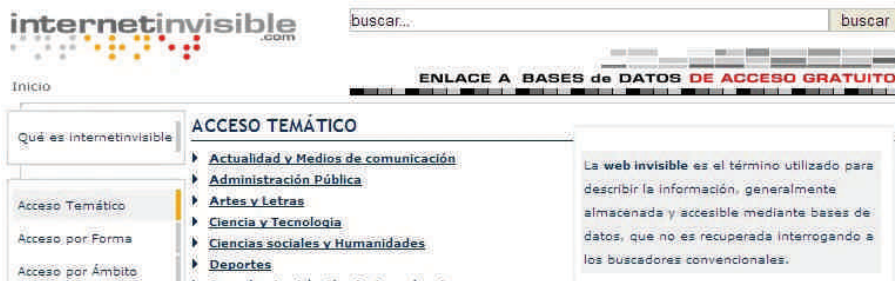 internetinvisible
.com
buscar...
buscar
ENLACE A BASES de DATOS DE ACCESO GRATUITO
Inicio
Qué es internetinvisible
Acceso Temático
Acceso por Forma
Acceso por Ámbito
ACCESO TEMÁTICO
Actualidad y Medios de comunicación
Administración Pública
Artes y Letras
Ciencia y Tecnologia
Ciencias sociales y Humanidades
Deportes
La web invisible es el término utilizado para
describir la información, generalmente
almacenada y accesible mediante bases de
datos, que no es recuperada interrogando a
los buscadores convencionales.